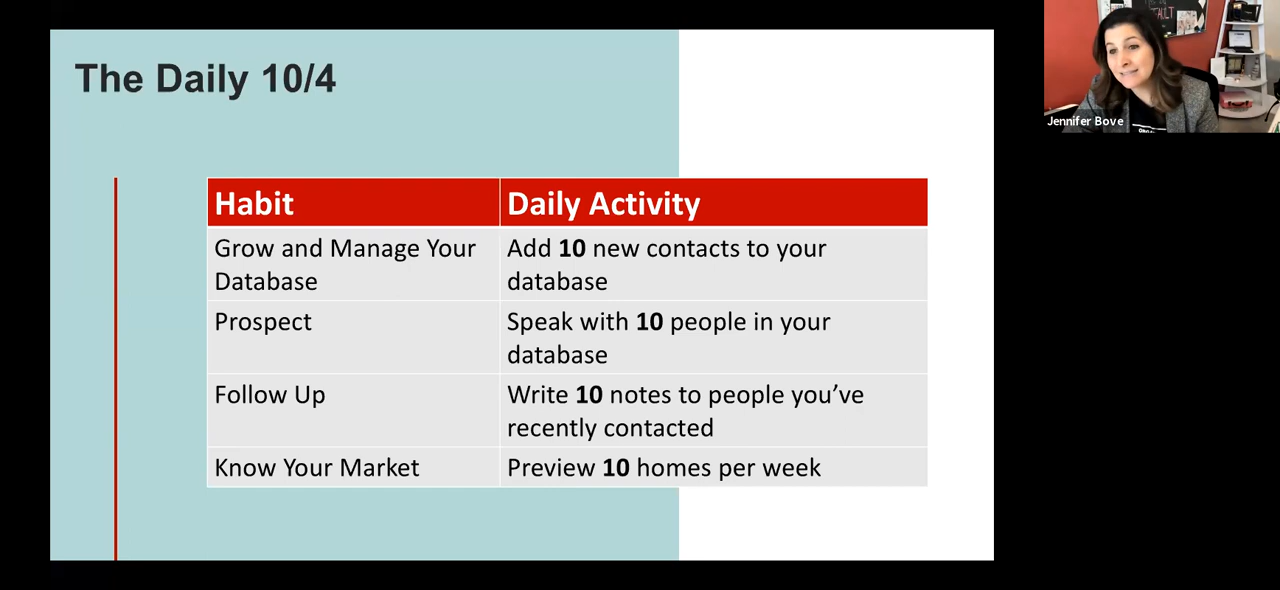 The Daily 10/4
Habit
Daily Activity
Grow and Manage Your
Database
Add 10 new contacts to your
database
Prospect
Speak with 10 people in your
database
Follow Up
Write 10 notes to people you’ve
recently contacted
Know Your Market
Preview 10 homes per week
Jennifer Bove